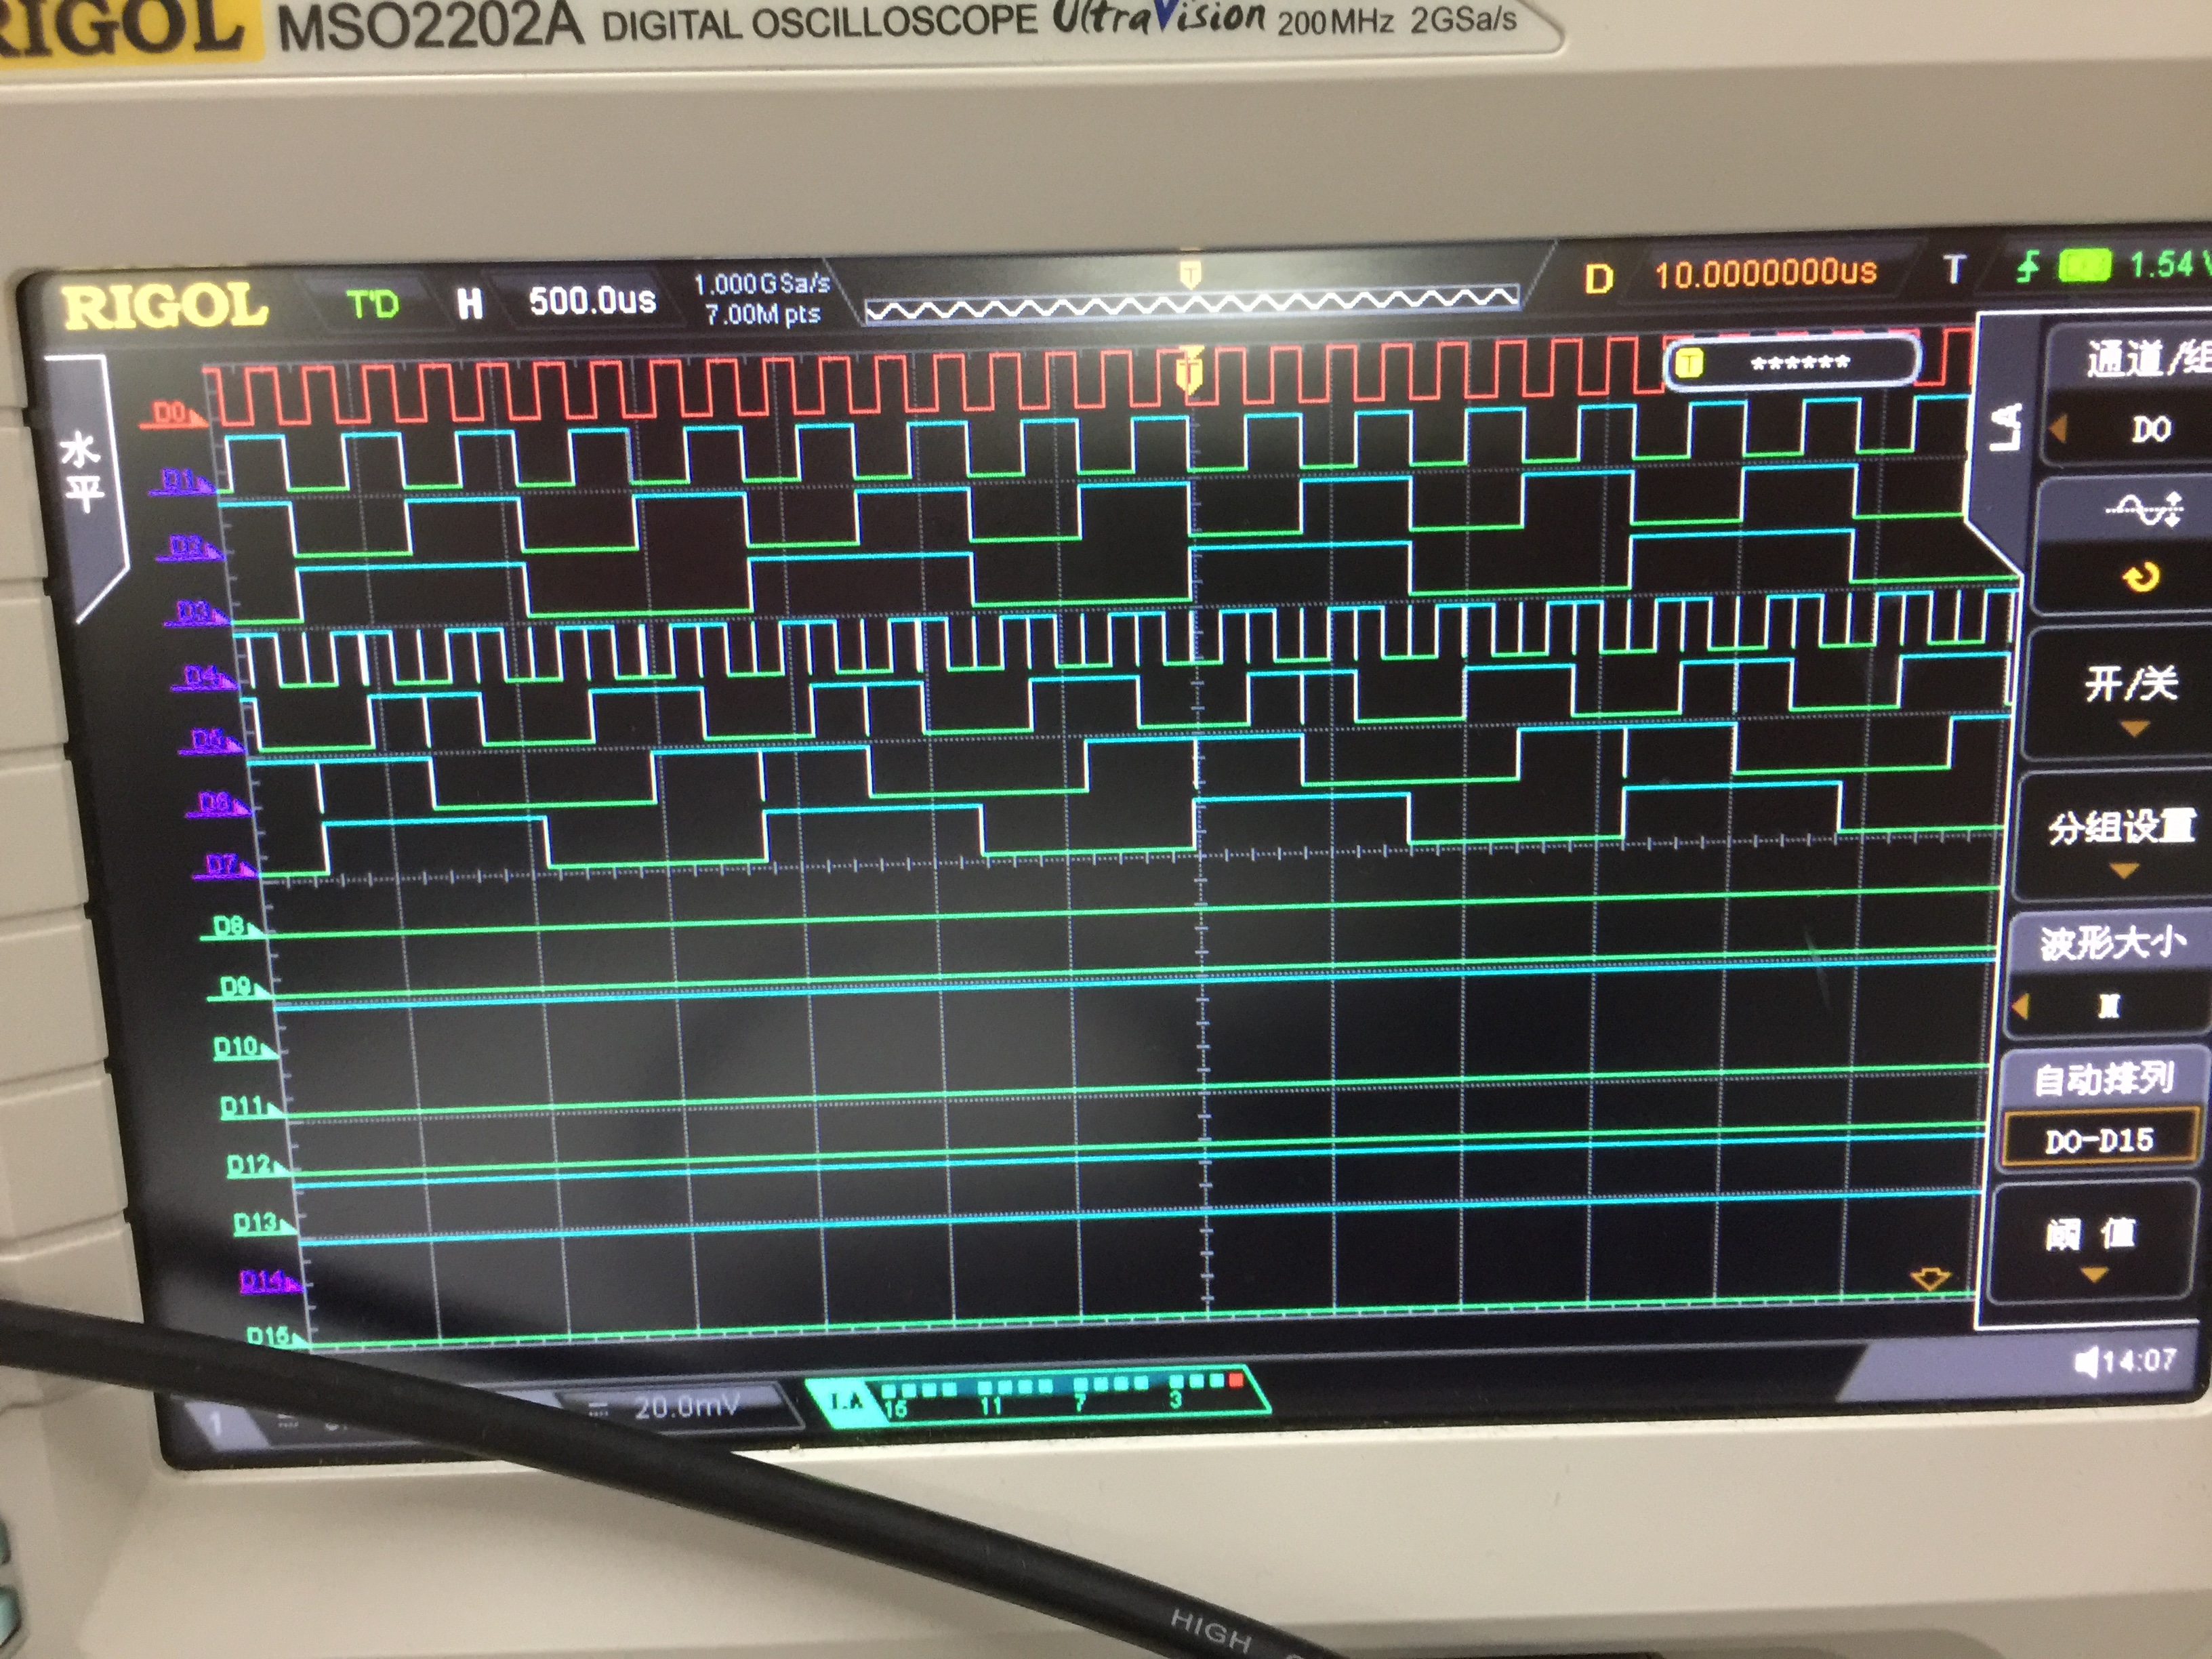 RIGOL MSO2202A DIGITAL OSCILLOSCOPE UltraVision 200MHz 2GSa/s
RIGOL T'D H 500.0us 1.000GSa/s D 10.0000000us T 1.54
7.00M pts
T
T
T ******
水平
LA
通道/组
D0
开/关
分组设置
波形大小
M
自动排列
D0-D15
阈值
D0
D1
D2
D3
D4
D5
D6
D7
D8
D9
D10
D11
D12
D13
D14
D15
1
20.0mV
LA 15 11 7 3
14:07
HIGH